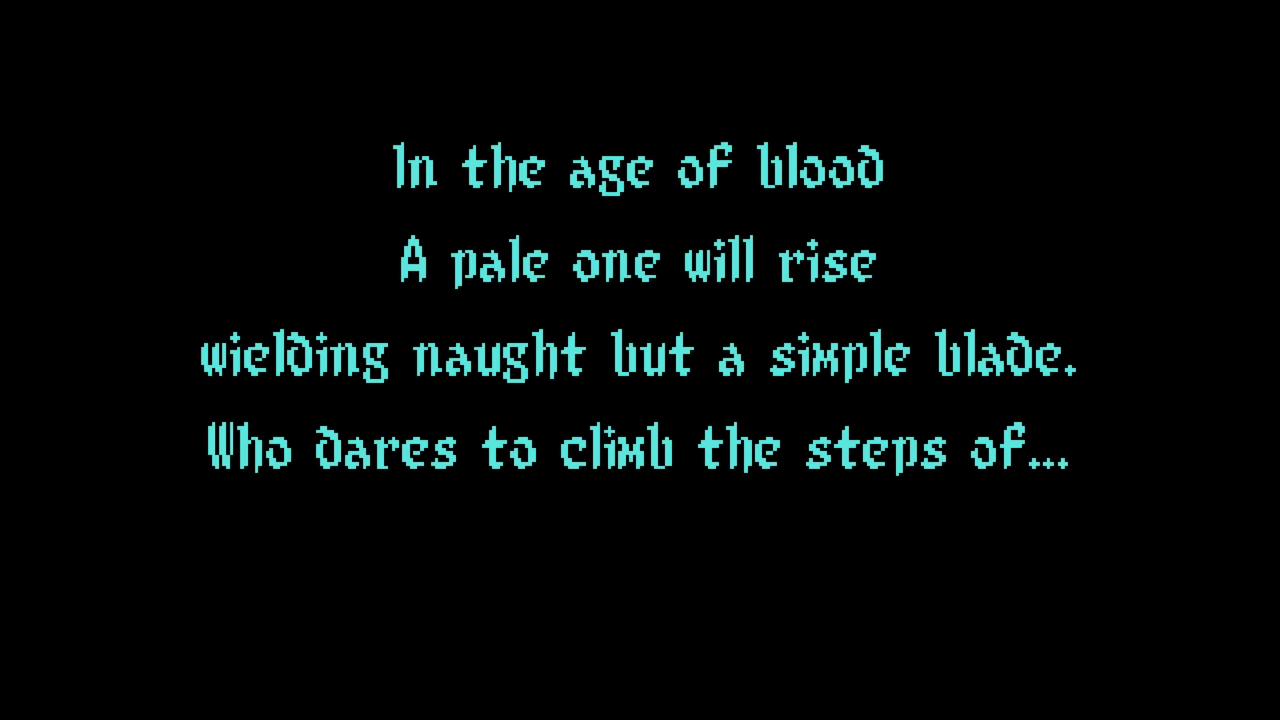 In the age of blood
A pale one will rise
wielding naught but a simple blade.
Who dares to climb the steps of...